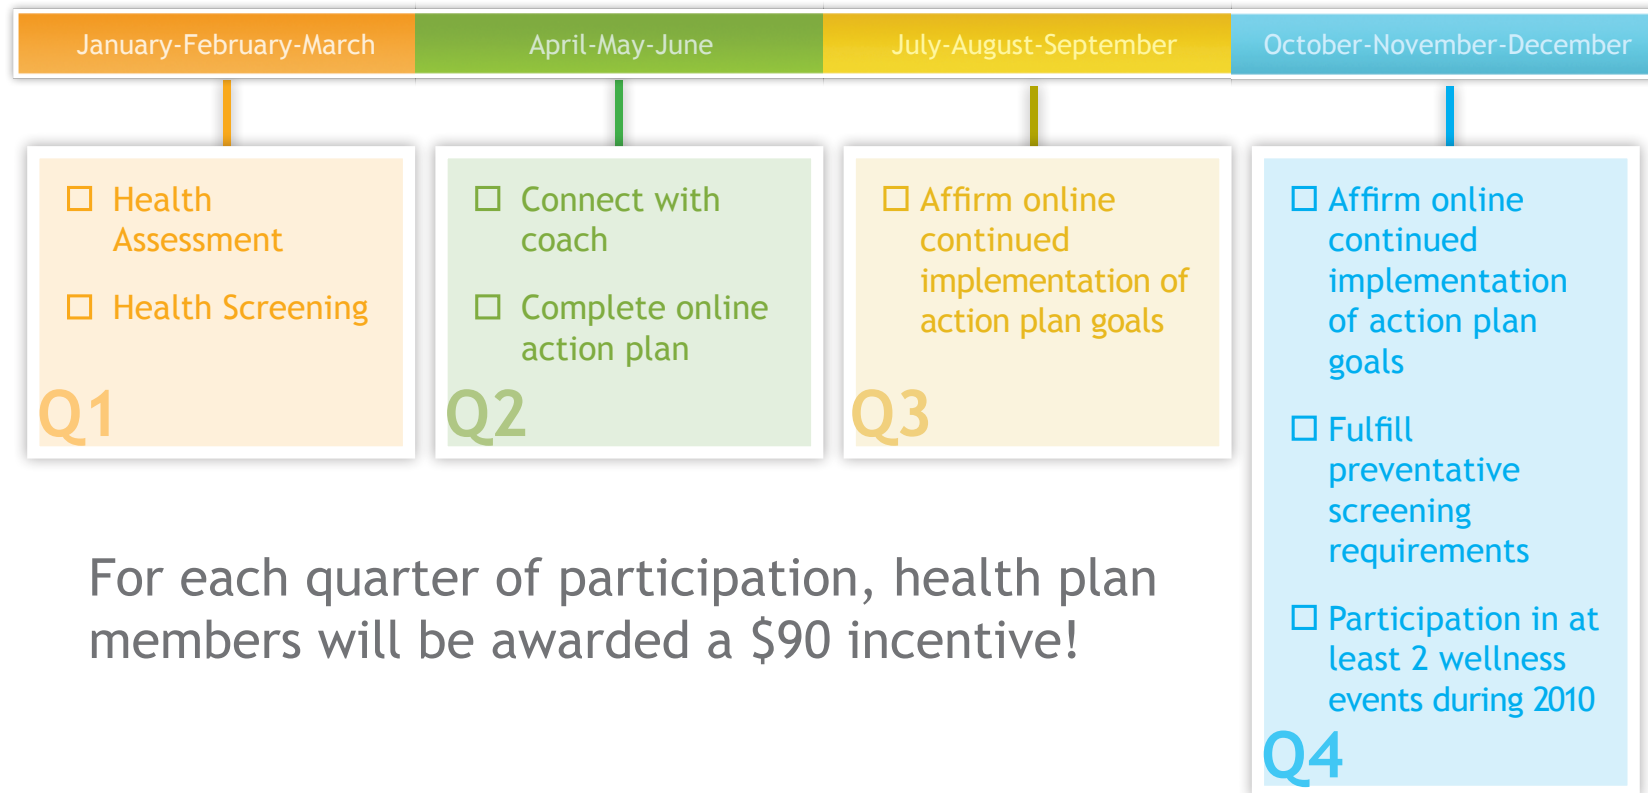 January-February-March
April-May-June
July-August-September
October-November-December
Health
Assessment
Health Screening
Q1
Connect with
coach
Complete online
action plan
Q2
Affirm online
continued
implementation of
action plan goals
Q3
Affirm online
continued
implementation
of action plan
goals
Fulfill
preventative
screening
requirements
Participation in at
least 2 wellness
events during 2010
Q4
For each quarter of participation, health plan
members will be awarded a $90 incentive!